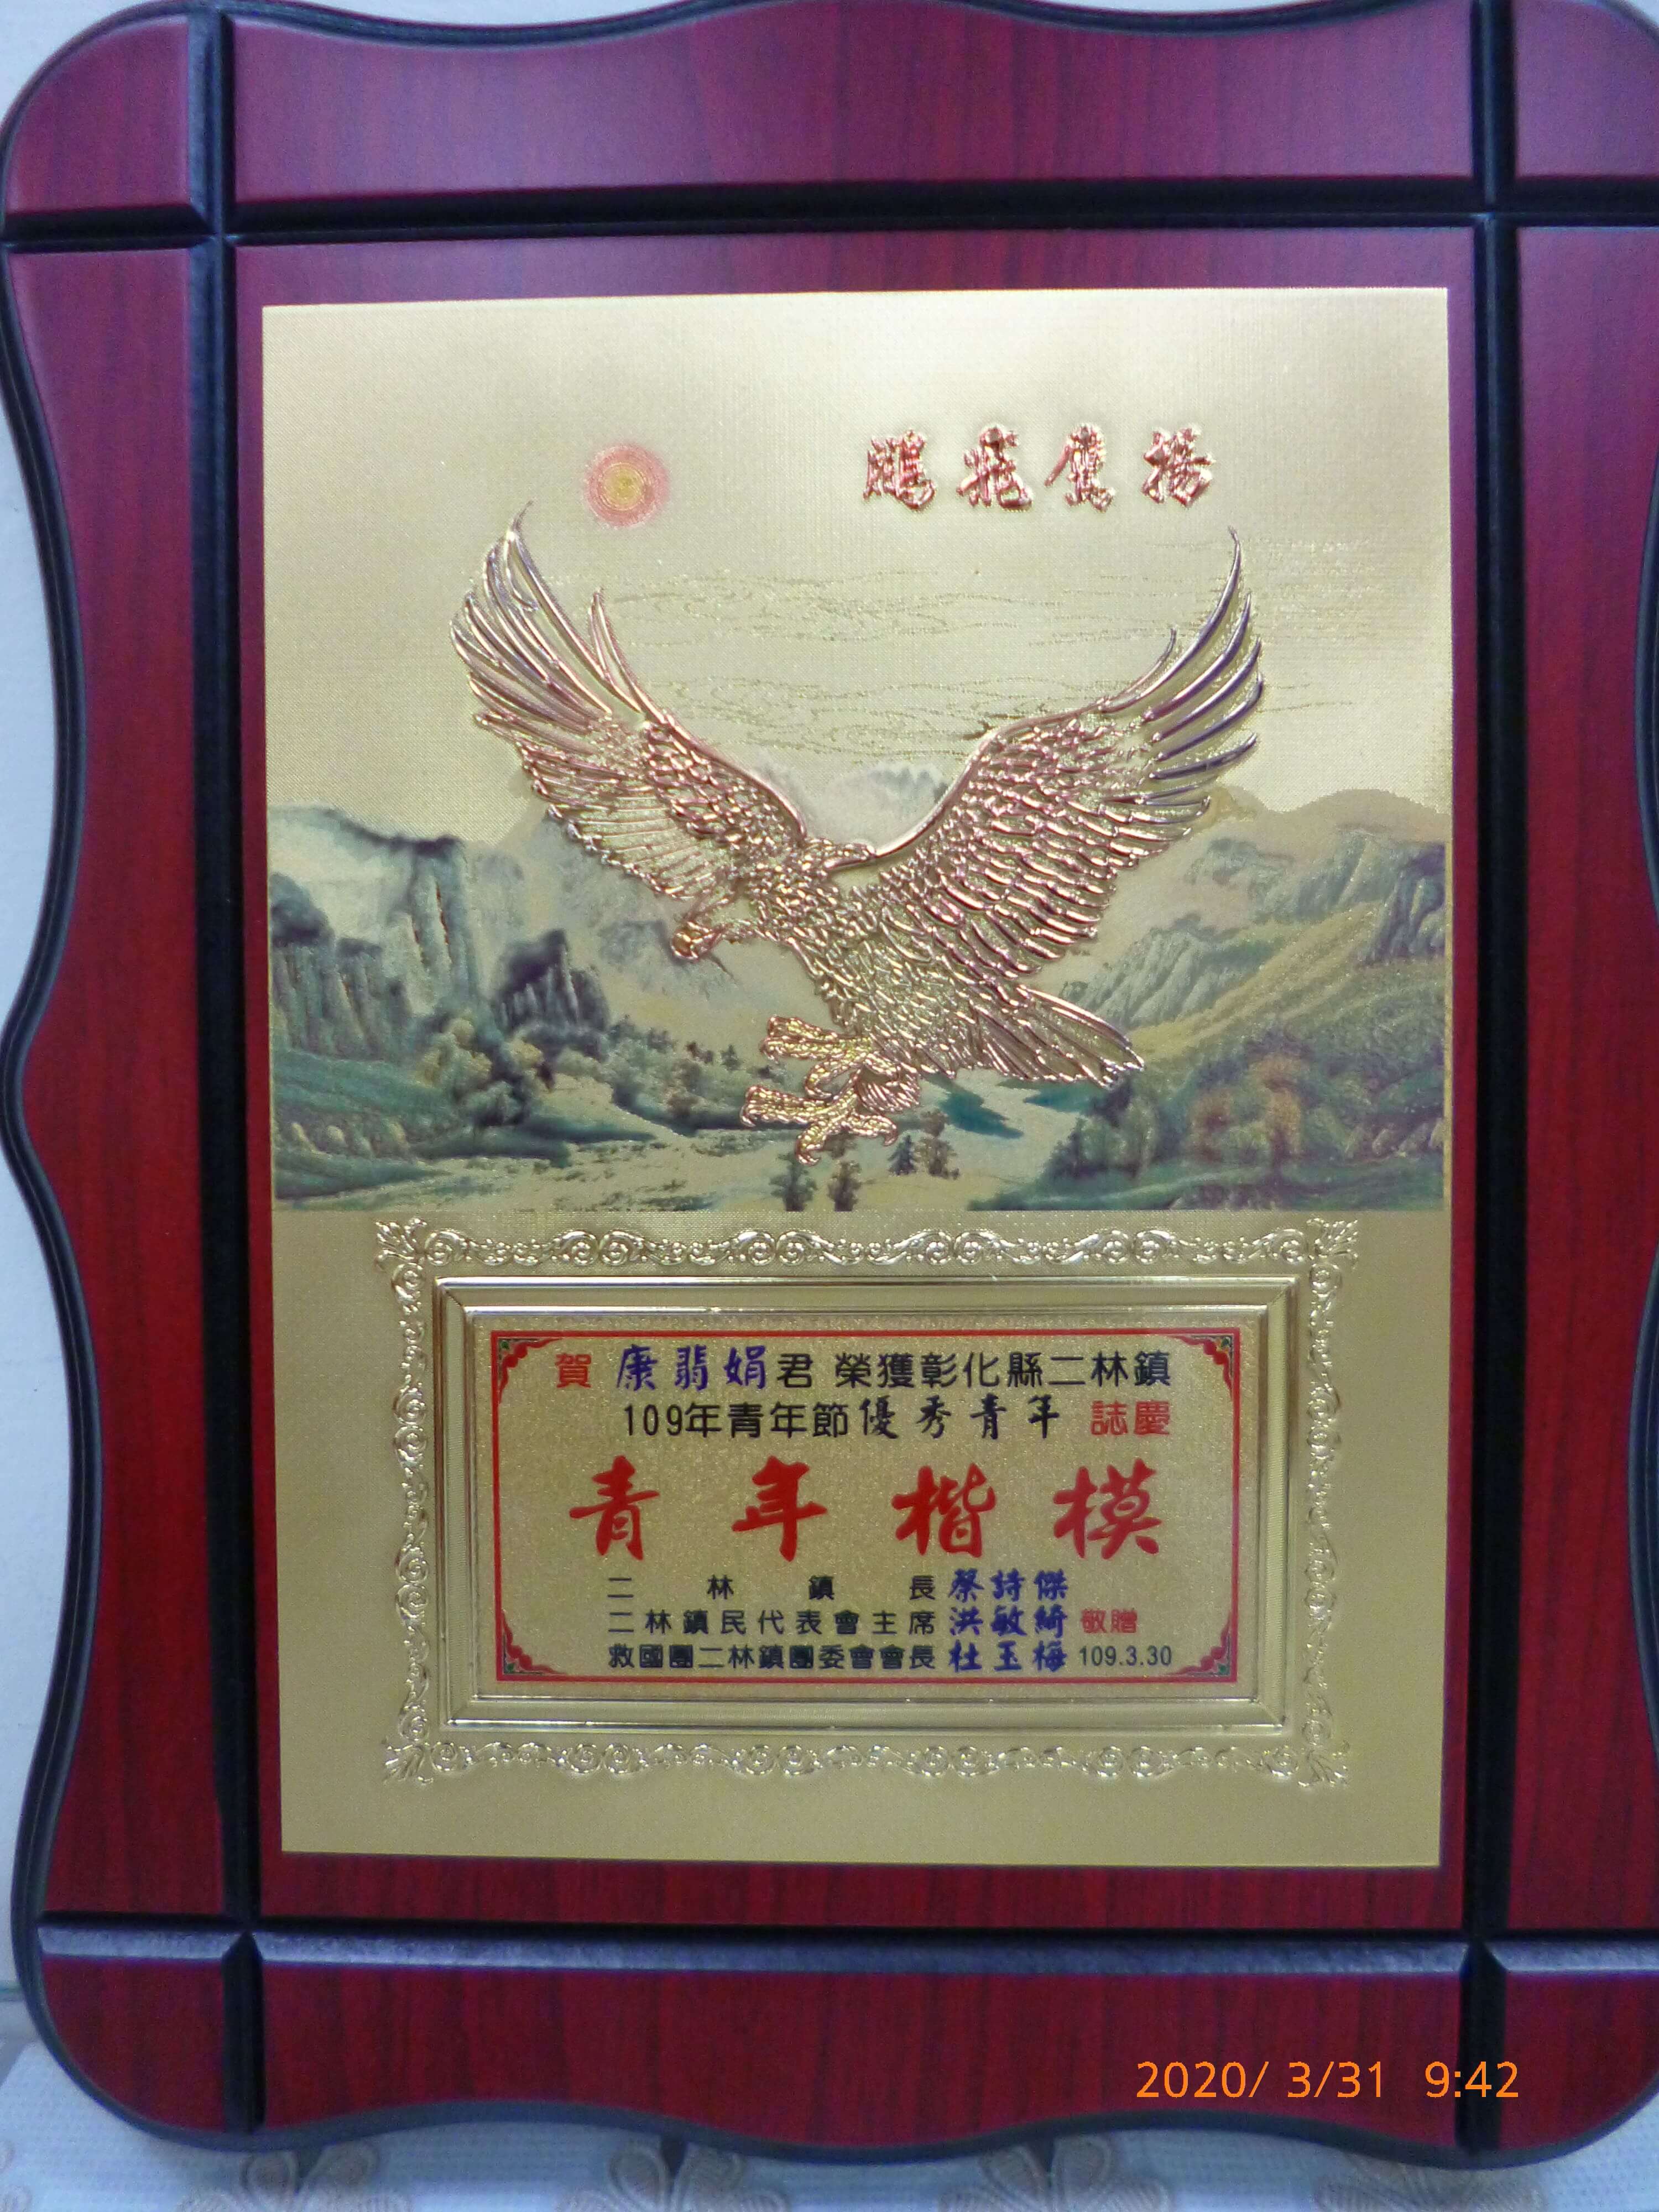 鵬飛鷹揚
賀 康翡娟君 榮獲彰化縣二林鎮
109年青年節優秀青年 誌慶
青年楷模
二林鎮長 蔡詩傑
二林鎮民代表會主席 洪敏綺 敬贈
救國團二林鎮團委會會長 杜玉梅 109.3.30
2020/ 3/31 9:42